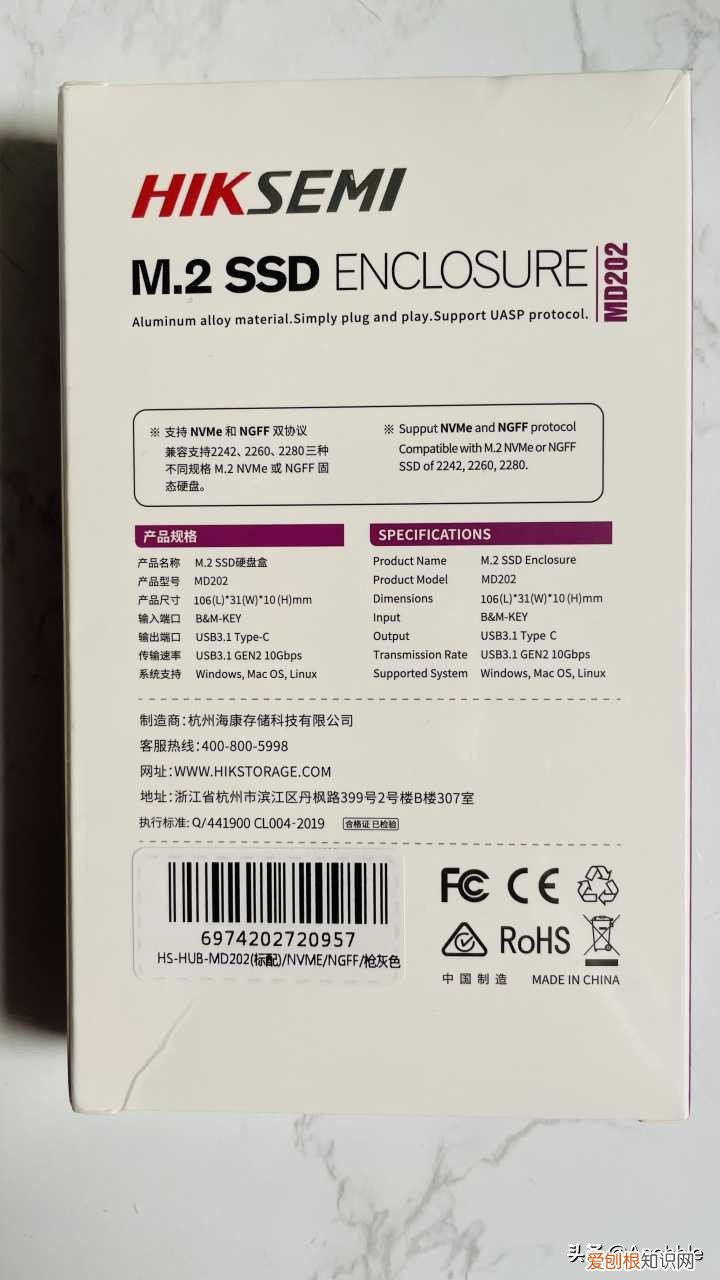 HIKSEMI
M.2 SSD ENCLOSURE MD202
Aluminum alloy material.Simply plug and play.Support UASP protocol.
※ 支持 NVMe 和 NGFF 双协议
兼容支持2242、2260、2280三种
不同规格 M.2 NVMe 或 NGFF 固
态硬盘。
※ Supput NVMe and NGFF protocol
Compatible with M.2 NVMe or NGFF
SSD of 2242, 2260, 2280.
产品规格
产品名称 M.2 SSD硬盘盒
产品型号 MD202
产品尺寸 106(L)*31(W)*10 (H)mm
输入端口 B&M-KEY
输出端口 USB3.1 Type-C
传输速率 USB3.1 GEN2 10Gbps
系统支持 Windows, Mac OS, Linux
SPECIFICATIONS
Product Name M.2 SSD Enclosure
Product Model MD202
Dimensions 106(L)*31(W)*10 (H)mm
Input B&M-KEY
Output USB3.1 Type C
Transmission Rate USB3.1 GEN2 10Gbps
Supported System Windows, Mac OS, Linux
制造商:杭州海康存储科技有限公司
客服热线:400-800-5998
网址:WWW.HIKSTORAGE.COM
地址:浙江省杭州市滨江区丹枫路399号2号楼B楼307室
执行标准: Q/441900 CL004-2019 合格证 已检验
6974202720957
HS-HUB-MD202(标配)/NVME/NGFF/枪灰色
FC CE
RoHS
中国制造 MADE IN CHINA
爱刨根知识网